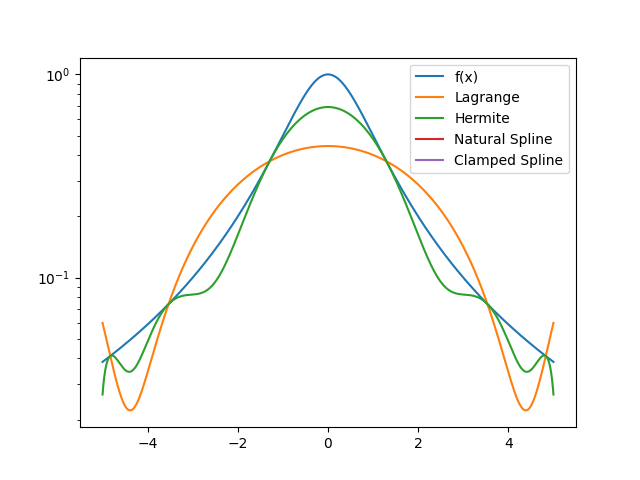 10⁰
10⁻¹
−4
−2
0
2
4
f(x)
Lagrange
Hermite
Natural Spline
Clamped Spline